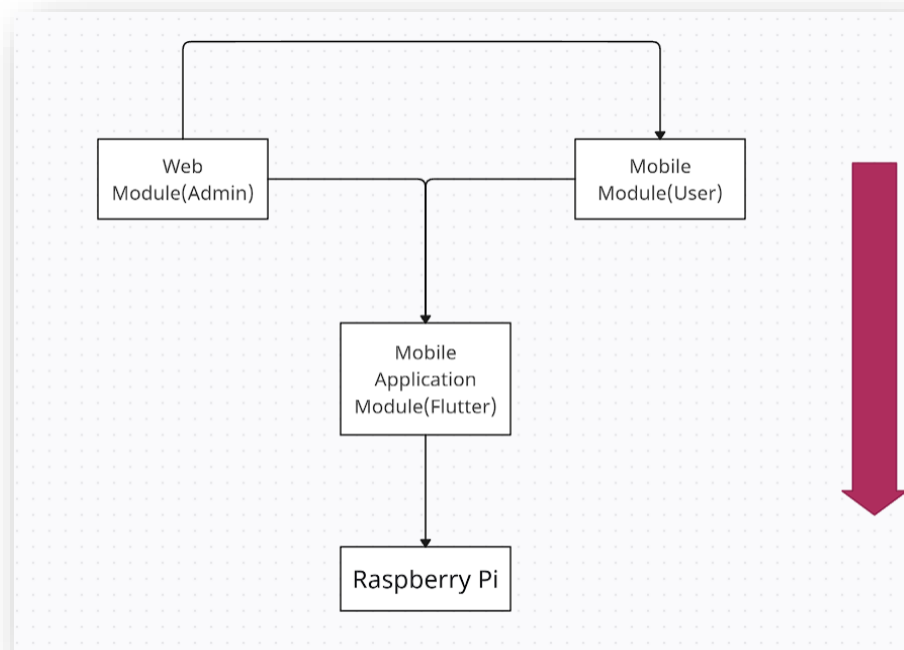 Web
Module(Admin)
Mobile
Module(User)
Mobile
Application
Module(Flutter)
Raspberry Pi